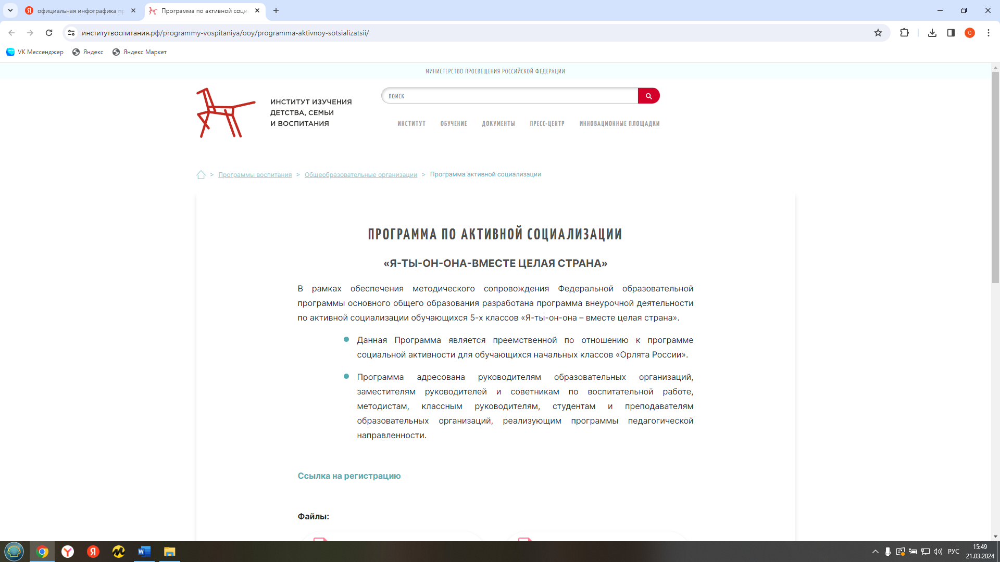 официальная инфографика п
Программа по активной соци
институтвоспитания.рф/programmy-vospitaniya/ooy/programma-aktivnoy-sotsializatsii/
С
VK Мессенджер
Яндекс
Яндекс Маркет
МИНИСТЕРСТВО ПРОСВЕЩЕНИЯ РОССИЙСКОЙ ФЕДЕРАЦИИ
ИНСТИТУТ ИЗУЧЕНИЯ
ДЕТСТВА, СЕМЬИ
И ВОСПИТАНИЯ
ПОИСК
ИНСТИТУТ
ОБУЧЕНИЕ
ДОКУМЕНТЫ
ПРЕСС-ЦЕНТР
ИННОВАЦИОННЫЕ ПЛОЩАДКИ
> Программы воспитания > Общеобразовательные организации > Программа активной социализации
ПРОГРАММА ПО АКТИВНОЙ СОЦИАЛИЗАЦИИ
«Я-ТЫ-ОН-ОНА-ВМЕСТЕ ЦЕЛАЯ СТРАНА»
В рамках обеспечения методического сопровождения Федеральной образовательной
программы основного общего образования разработана программа внеурочной деятельности
по активной социализации обучающихся 5-х классов «Я-ты-он-она – вместе целая страна».
Данная Программа является преемственной по отношению к программе
социальной активности для обучающихся начальных классов «Орлята России».
Программа адресована руководителям образовательных организаций,
заместителям руководителей и советникам по воспитательной работе,
методистам, классным руководителям, студентам и преподавателям
образовательных организаций, реализующим программы педагогической
направленности.
Ссылка на регистрацию
Файлы:
РУС
15:49
21.03.2024